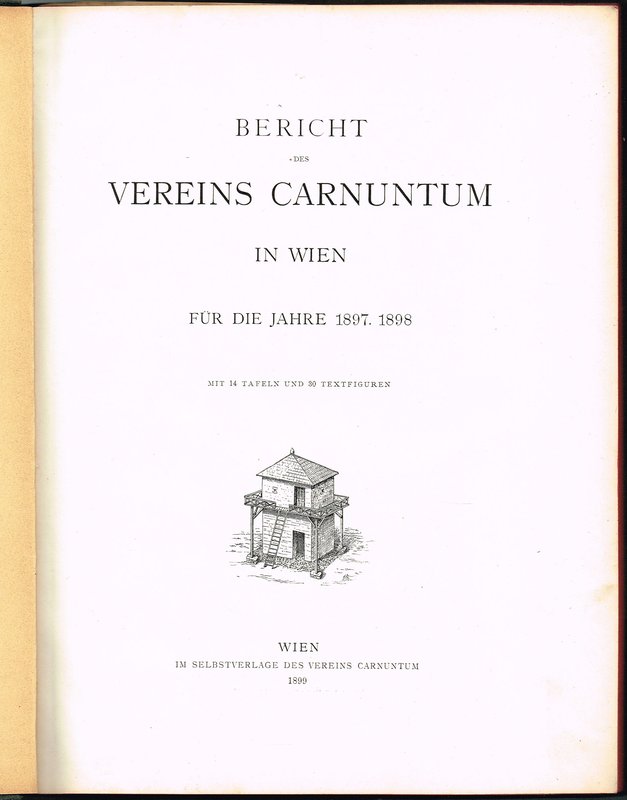 BERICHT
DES
VEREINS CARNUNTUM
IN WIEN
FÜR DIE JAHRE 1897. 1898
MIT 14 TAFELN UND 30 TEXTFIGUREN
WIEN
IM SELBSTVERLAGE DES VEREINS CARNUNTUM
1899